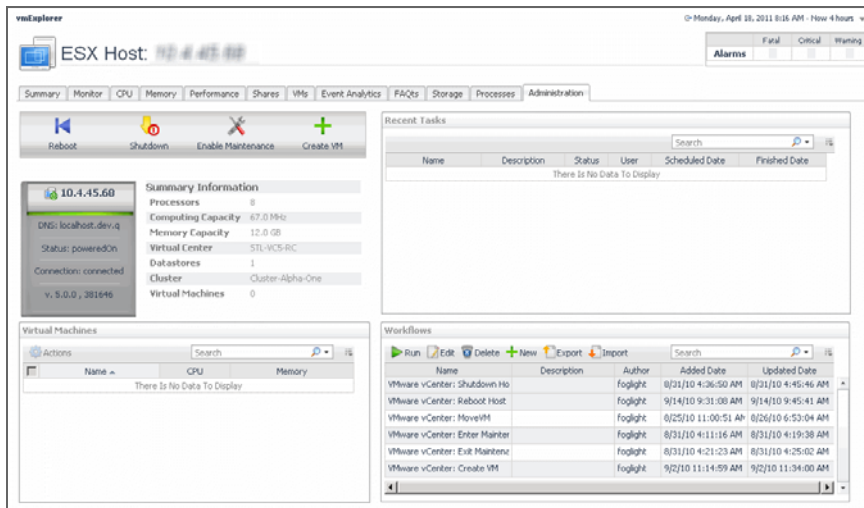 vmExplorer
Monday, April 18, 2011 8:16 AM - Now 4 hours
ESX Host:
Fatal Critical Warning
Alarms
Summary Monitor CPU Memory Performance Shares VMs Event Analytics FAQts Storage Processes Administration
Reboot Shutdown Enable Maintenance Create VM
10.4.45.60
DNS: localhost.dev.q
Status: poweredOn
Connection: connected
v. 5.0.0 , 381646
Summary Information
Processors 8
Computing Capacity 67.0 MHz
Memory Capacity 12.0 GB
Virtual Center STL-VC5-RC
Datastores 1
Cluster Cluster-Alpha-One
Virtual Machines 0
Recent Tasks
Search
Name Description Status User Scheduled Date Finished Date
There Is No Data To Display
Virtual Machines
Actions Search
Name CPU Memory
There Is No Data To Display
Workflows
Run Edit Delete New Export Import Search
Name Description Author Added Date Updated Date
VMware vCenter: Shutdown Ho foglight 8/31/10 4:36:50 AM 8/31/10 4:45:46 AM
VMware vCenter: Reboot Host foglight 9/14/10 9:31:08 AM 9/14/10 9:45:41 AM
VMware vCenter: MoveVM foglight 8/25/10 11:00:51 AM 8/26/10 6:53:04 AM
VMware vCenter: Enter Mainter foglight 8/31/10 4:11:16 AM 8/31/10 4:19:38 AM
VMware vCenter: Exit Maintena foglight 8/31/10 4:21:23 AM 8/31/10 4:25:02 AM
VMware vCenter: Create VM foglight 9/2/10 11:14:59 AM 9/2/10 11:34:00 AM